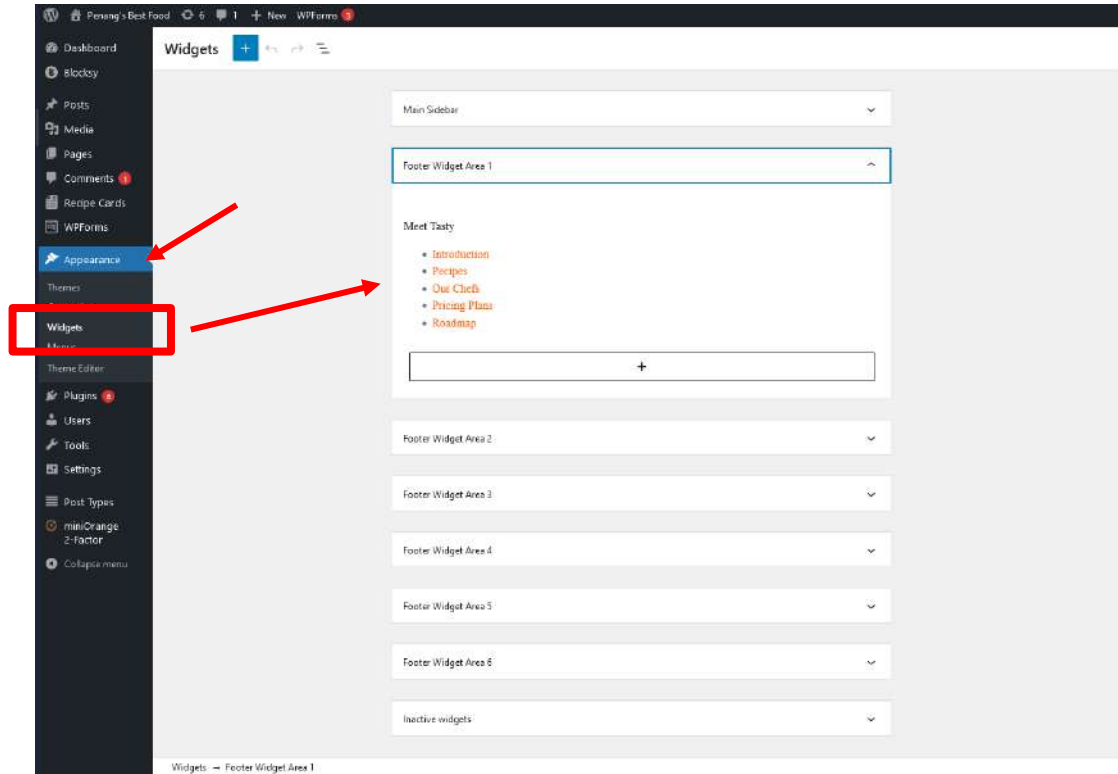 Penang's Best Food 6 1 + New WPForms 3
Dashboard
Blocksy
Posts
Media
Pages
Comments 1
Recipe Cards
WPForms
Appearance
Themes
Widgets
Theme Editor
Plugins
Users
Tools
Settings
Post Types
miniOrange
2-Factor
Collapse menu
Widgets +
Main Sidebar
Footer Widget Area 1
Meet Tasty
Introduction
Pecipes
Our Chefs
Pricing Plans
Roadmap
+
Footer Widget Area 2
Footer Widget Area 3
Footer Widget Area 4
Footer Widget Area 5
Footer Widget Area 6
Inactive widgets
Widgets → Footer Widget Area 1